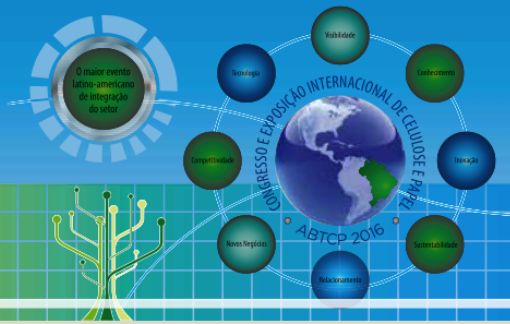 O maior evento
latino-americano
de integração
do setor
Visibilidade
Tecnologia
Conhecimento
CONGRESSO E EXPOSIÇÃO INTERNACIONAL DE CELULOSE E PAPEL
Competitividade
Inovação
ABTCP 2016
Novos Negócios
Sustentabilidade
Relacionamento